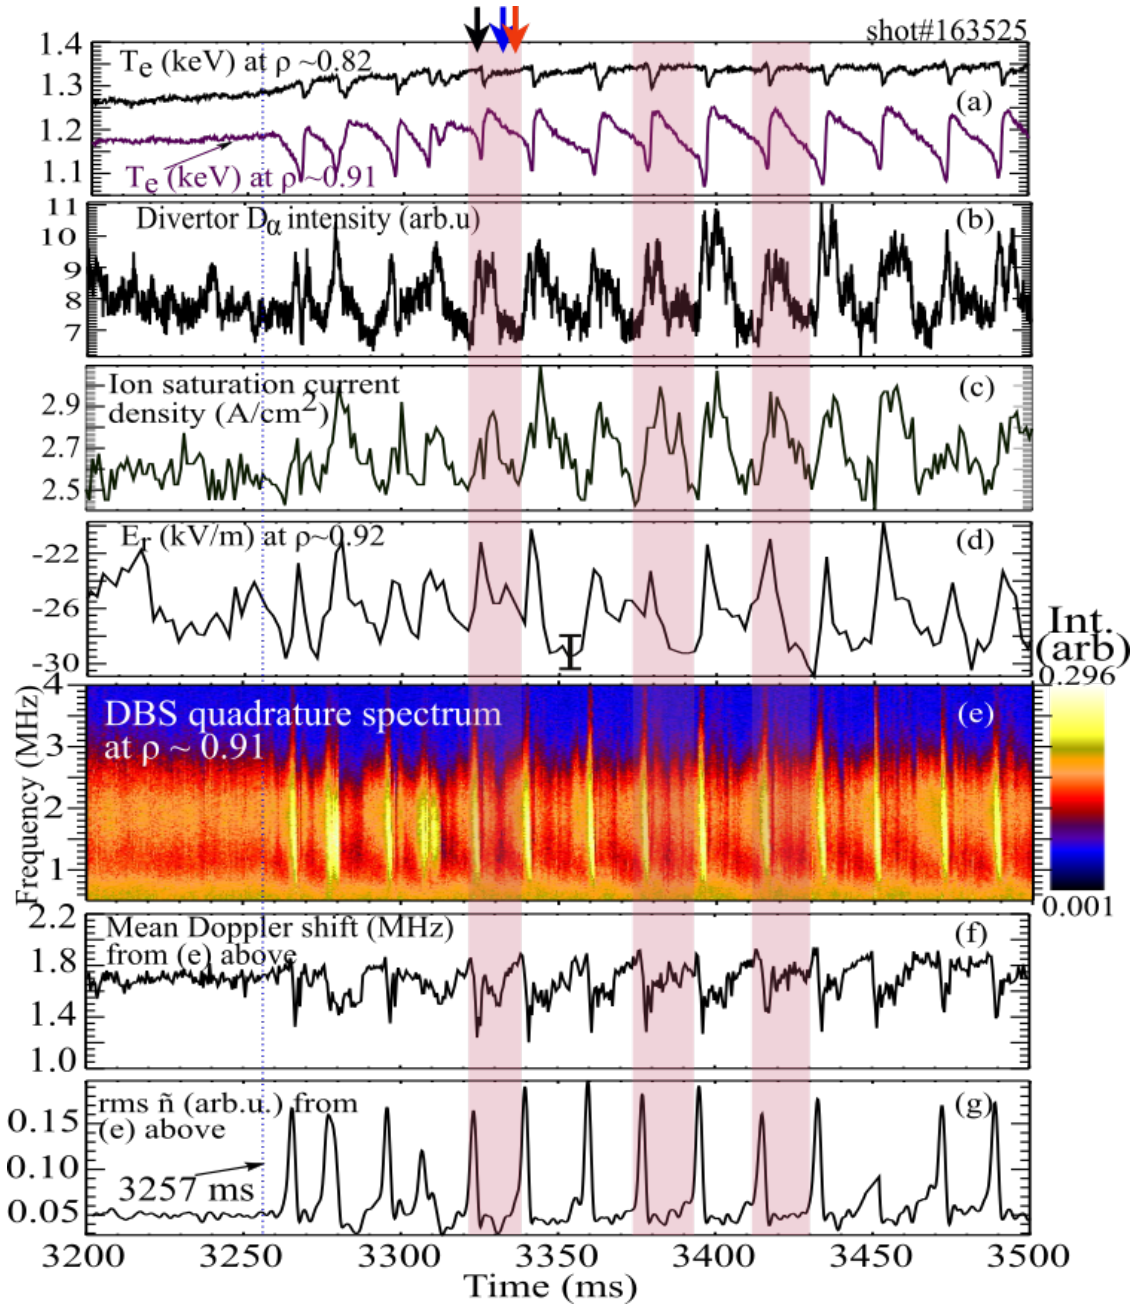 shot#163525
1.4
Te (keV) at ρ ~0.82
1.3
(a)
1.2
1.1
Te (keV) at ρ ~0.91
11
Divertor Dα intensity (arb.u)
(b)
10
9
8
7
Ion saturation current
(c)
density (A/cm2)
2.9
2.7
2.5
Er (kV/m) at ρ~0.92
(d)
-22
-26
-30
Int.
(arb)
0.296
4
DBS quadrature spectrum
(e)
at ρ ~ 0.91
3
2
1
Frequency (MHz)
0.001
2.2
Mean Doppler shift (MHz)
(f)
from (e) above
1.8
1.4
1.0
rms ñ (arb.u.) from
(g)
(e) above
0.15
0.10
3257 ms
0.05
3200 3250 3300 3350 3400 3450 3500
Time (ms)